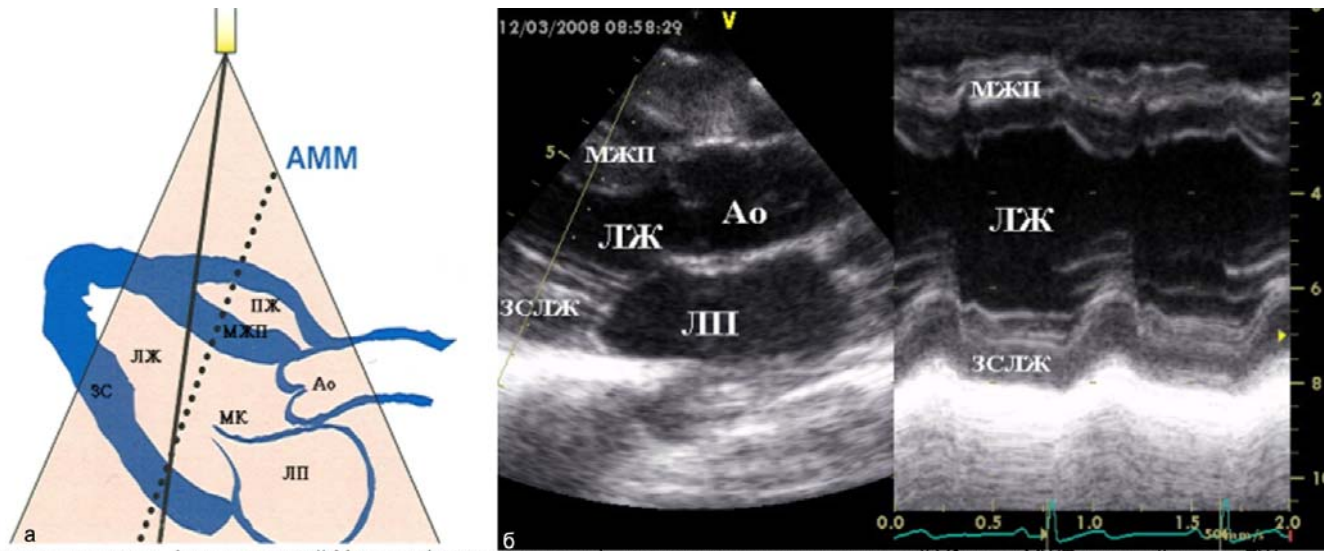 АММ
ПЖ
МЖП
ЛЖ
Ао
ЗС
МК
ЛП
а
12/03/2008 08:58:29
V
5
МЖП
Ао
ЛЖ
ЗСЛЖ
ЛП
б
МЖП
ЛЖ
ЗСЛЖ
0
2
4
6
8
10
0.0 0.5 1.0 1.5 2.0
50mm/s